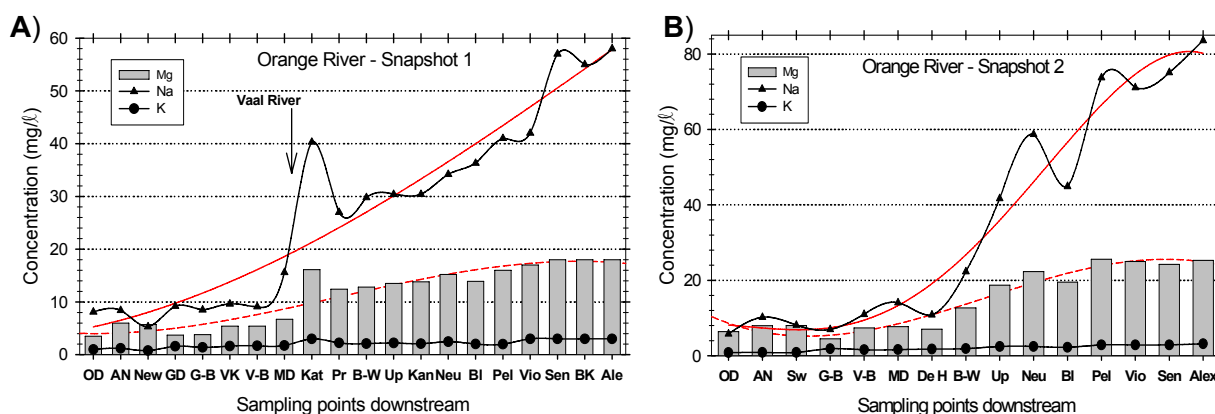 A)
Orange River - Snapshot 1
Mg
Na
K
Vaal River
Concentration (mg/ℓ)
60
50
40
30
20
10
0
OD AN New GD G-B VK V-B MD Kat Pr B-W Up Kan Neu Bl Pel Vio Sen BK Ale
Sampling points downstream
B)
Orange River - Snapshot 2
Mg
Na
K
Concentration (mg/ℓ)
80
60
40
20
0
OD AN Sw G-B V-B MD De H B-W Up Neu Bl Pel Vio Sen Alex
Sampling points downstream